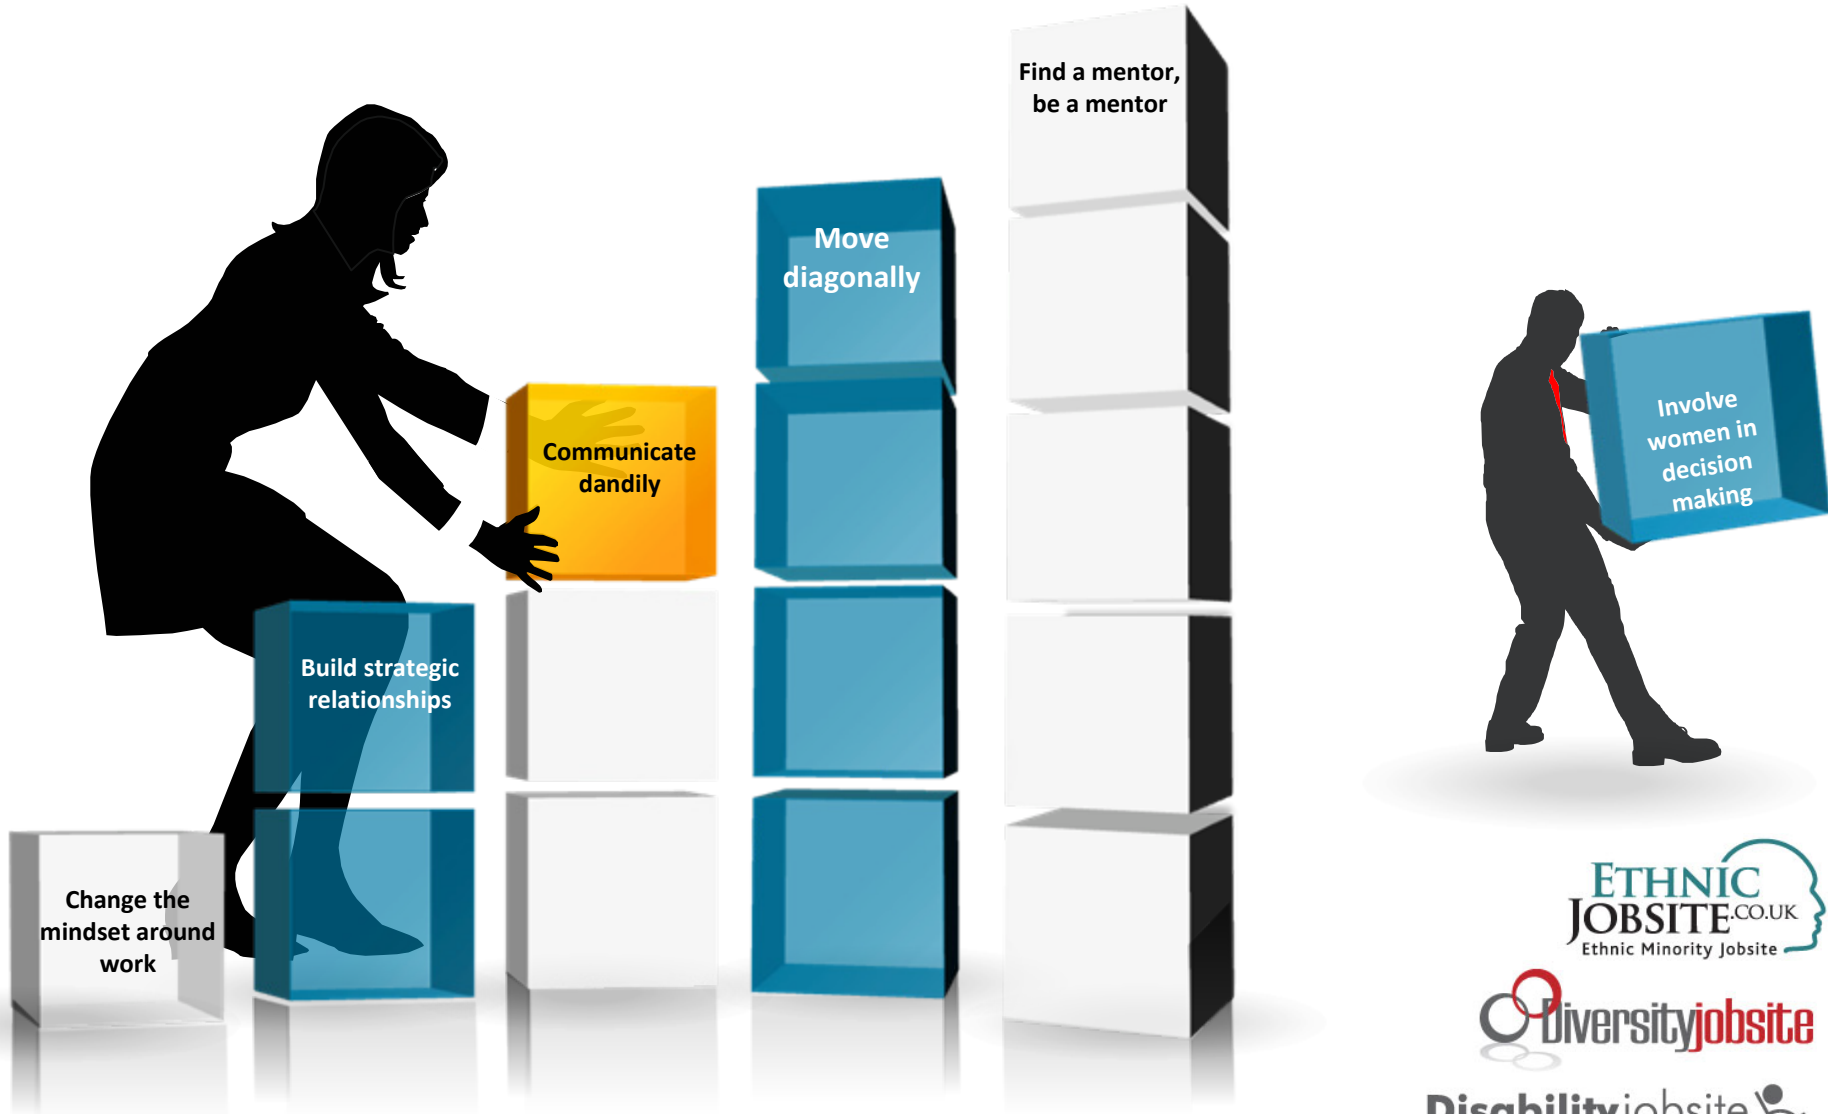 Find a mentor,
be a mentor
Move
diagonally
Communicate
dandily
Build strategic
relationships
Change the
mindset around
work
Involve
women in
decision
making
ETHNIC
JOBSITE.CO.UK
Ethnic Minority Jobsite
Diversityjobsite
Disabilityjobsite